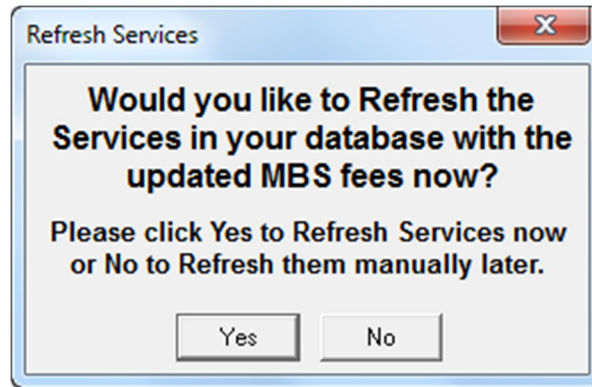 Refresh Services
Would you like to Refresh the
Services in your database with the
updated MBS fees now?
Please click Yes to Refresh Services now
or No to Refresh them manually later.
Yes
No